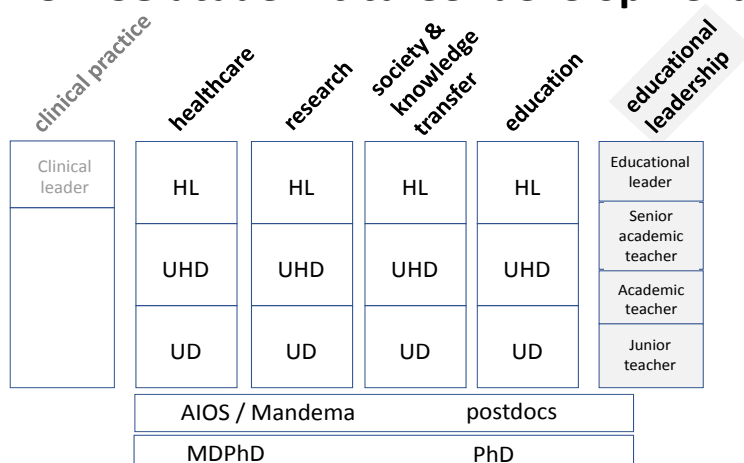 clinical practice
healthcare
research
society &
knowledge
transfer
education
educational
leadership
Clinical
leader
HL
HL
HL
HL
Educational
leader
Senior
academic
teacher
UHD
UHD
UHD
UHD
Academic
teacher
UD
UD
UD
UD
Junior
teacher
AIOS / Mandema
postdocs
MDPhD
PhD